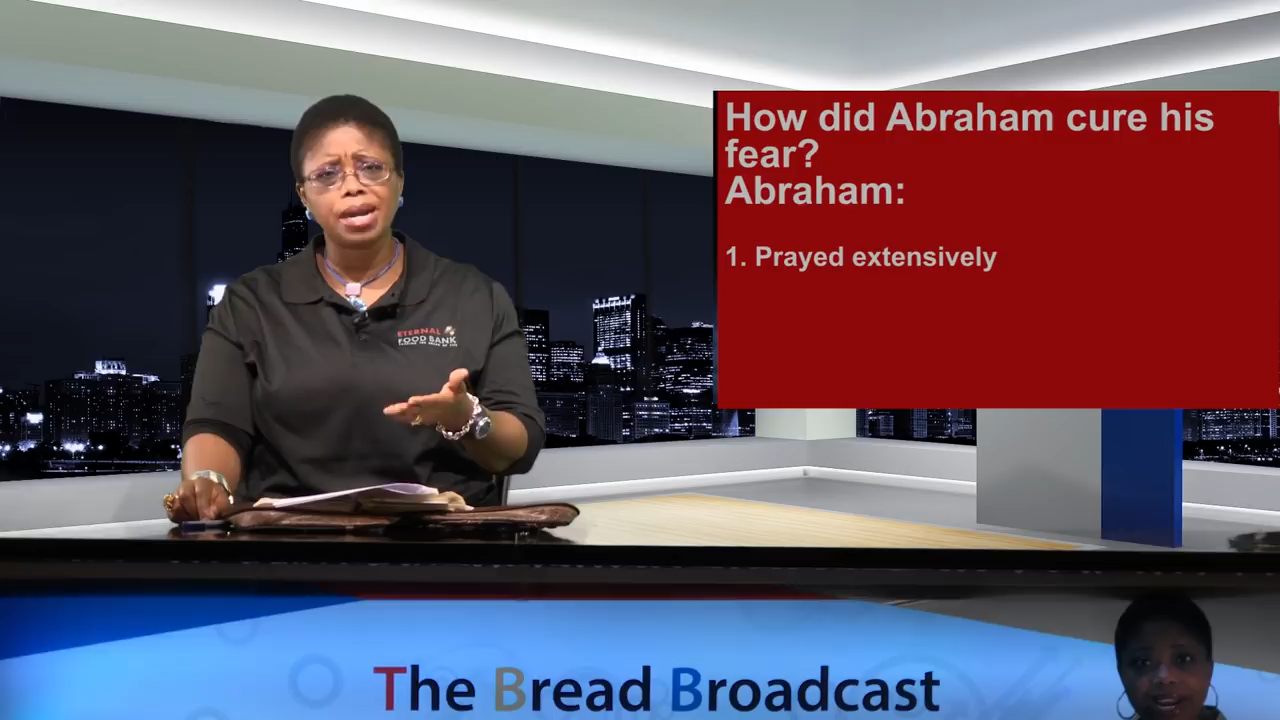 How did Abraham cure his
fear?
Abraham:
1. Prayed extensively
ETERNAL
FOOD BANK
The Bread Broadcast